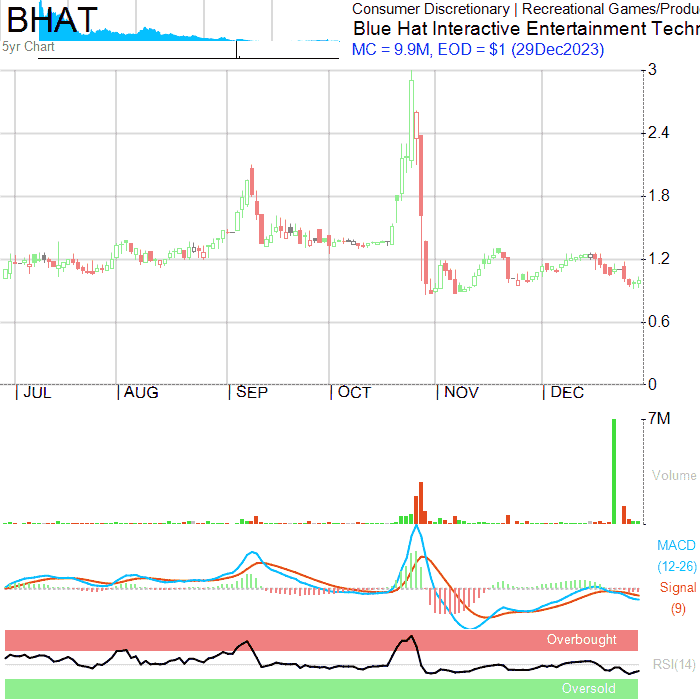 BHAT
Consumer Discretionary | Recreational Games/Produ
Blue Hat Interactive Entertainment Techn
5yr Chart
MC = 9.9M, EOD = $1 (29Dec2023)
3
2.4
1.8
1.2
0.6
0
JUL AUG SEP OCT NOV DEC
7M
Volume
MACD
(12-26)
Signal
(9)
Overbought
RSI(14)
Oversold